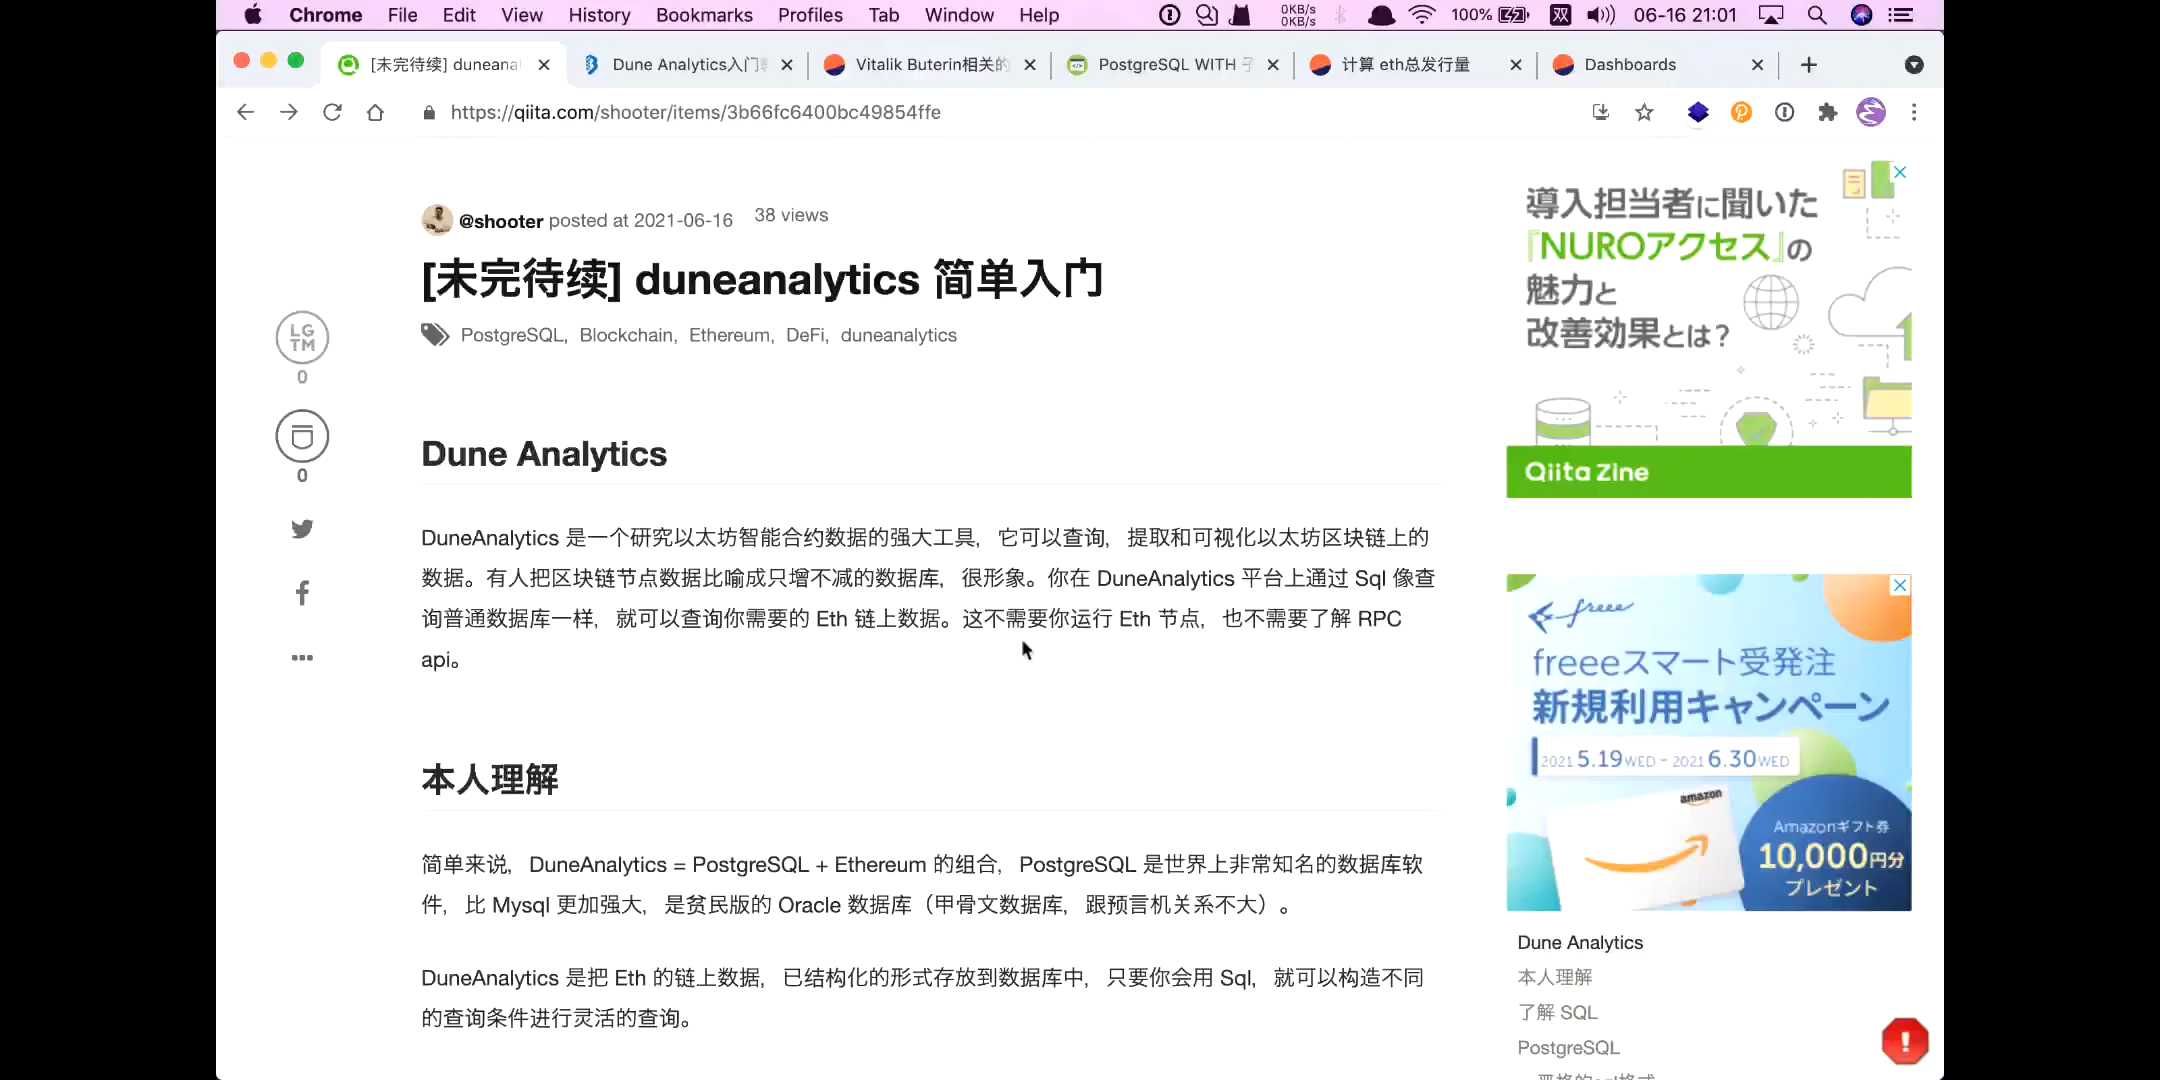 Chrome File Edit View History Bookmarks Profiles Tab Window Help
0KB/s
0KB/s
100%
双
06-16 21:01
[未完待续] duneanal
Dune Analytics入门
Vitalik Buterin相关的
PostgreSQL WITH 子
计算 eth总发行量
Dashboards
https://qiita.com/shooter/items/3b66fc6400bc49854ffe
@shooter posted at 2021-06-16 38 views
[未完待续] duneanalytics 简单入门
PostgreSQL, Blockchain, Ethereum, DeFi, duneanalytics
LG
TM
0
0
Dune Analytics
DuneAnalytics 是一个研究以太坊智能合约数据的强大工具，它可以查询，提取和可视化以太坊区块链上的
数据。有人把区块链节点数据比喻成只增不减的数据库，很形象。你在 DuneAnalytics 平台上通过 Sql 像查
询普通数据库一样，就可以查询你需要的 Eth 链上数据。这不需要你运行 Eth 节点，也不需要了解 RPC
api。
本人理解
简单来说，DuneAnalytics = PostgreSQL + Ethereum 的组合，PostgreSQL 是世界上非常知名的数据库软
件，比 Mysql 更加强大，是贫民版的 Oracle 数据库（甲骨文数据库，跟预言机关系不大）。
DuneAnalytics 是把 Eth 的链上数据，已结构化的形式存放到数据库中，只要你会用 Sql，就可以构造不同
的查询条件进行灵活的查询。
導入担当者に聞いた
『NUROアクセス』の
魅力と
改善効果とは？
Qiita Zine
freee
freeeスマート受発注
新規利用キャンペーン
2021 5.19 WED - 2021 6.30 WED
amazon
Amazonギフト券
10,000円分
プレゼント
Dune Analytics
本人理解
了解 SQL
PostgreSQL